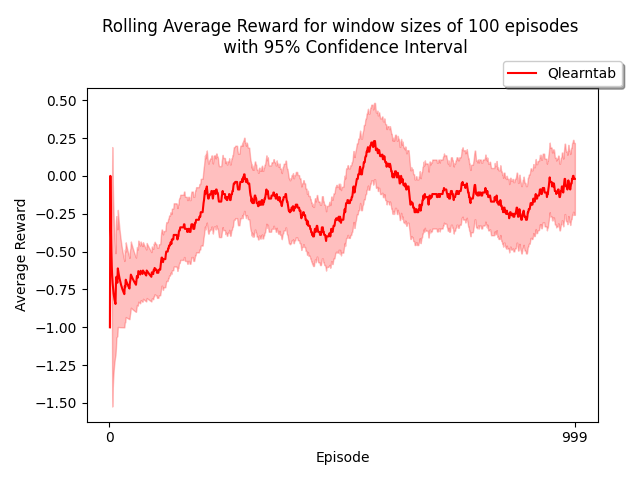 Rolling Average Reward for window sizes of 100 episodes
with 95% Confidence Interval
Qlearntab
0.50
0.25
0.00
−0.25
−0.50
−0.75
−1.00
−1.25
−1.50
Average Reward
0 999
Episode